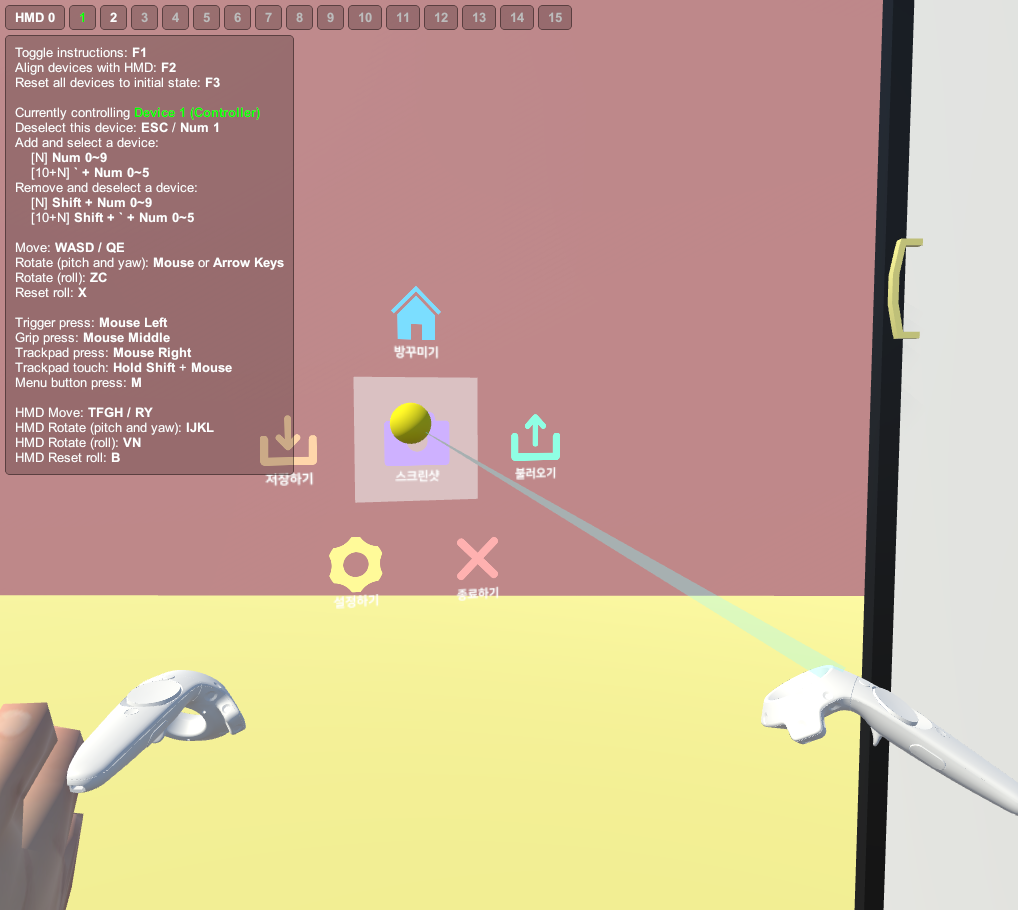 HMD 0 1 2 3 4 5 6 7 8 9 10 11 12 13 14 15
Toggle instructions: F1
Align devices with HMD: F2
Reset all devices to initial state: F3
Currently controlling Device 1 (Controller)
Deselect this device: ESC / Num 1
Add and select a device:
[N] Num 0~9
[10+N] ` + Num 0~5
Remove and deselect a device:
[N] Shift + Num 0~9
[10+N] Shift + ` + Num 0~5
Move: WASD / QE
Rotate (pitch and yaw): Mouse or Arrow Keys
Rotate (roll): ZC
Reset roll: X
Trigger press: Mouse Left
Grip press: Mouse Middle
Trackpad press: Mouse Right
Trackpad touch: Hold Shift + Mouse
Menu button press: M
HMD Move: TFGH / RY
HMD Rotate (pitch and yaw): IJKL
HMD Rotate (roll): VN
HMD Reset roll: B
방꾸미기
저장하기
스크린샷
불러오기
설정하기
종료하기